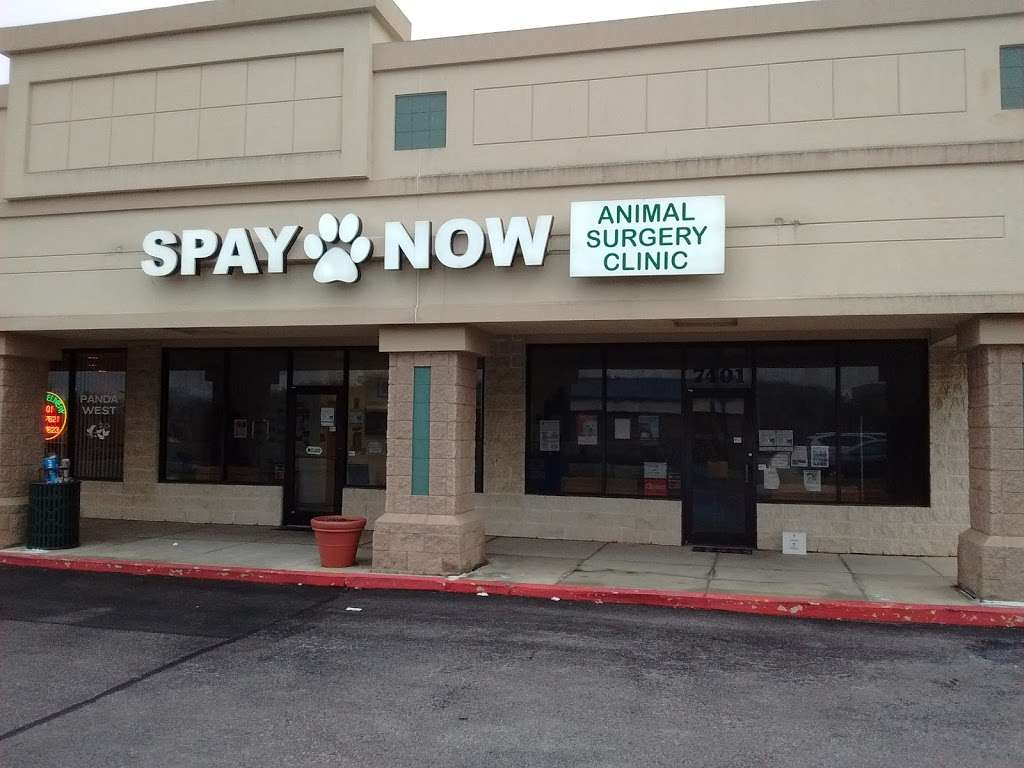 SPAY NOW
ANIMAL
SURGERY
CLINIC
7401
PANDA
WEST